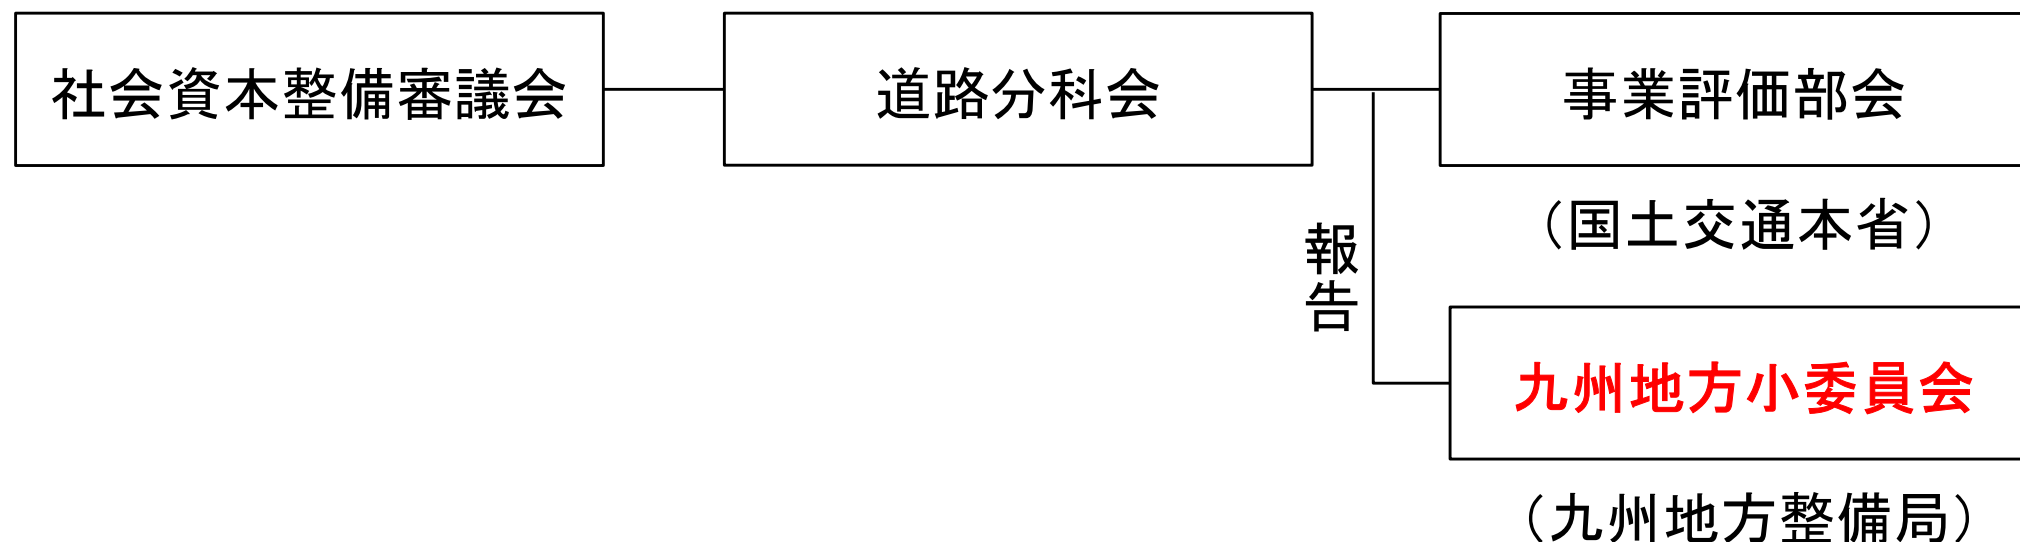 社会資本整備審議会
道路分科会
事業評価部会
（国土交通本省）
報告
九州地方小委員会
（九州地方整備局）